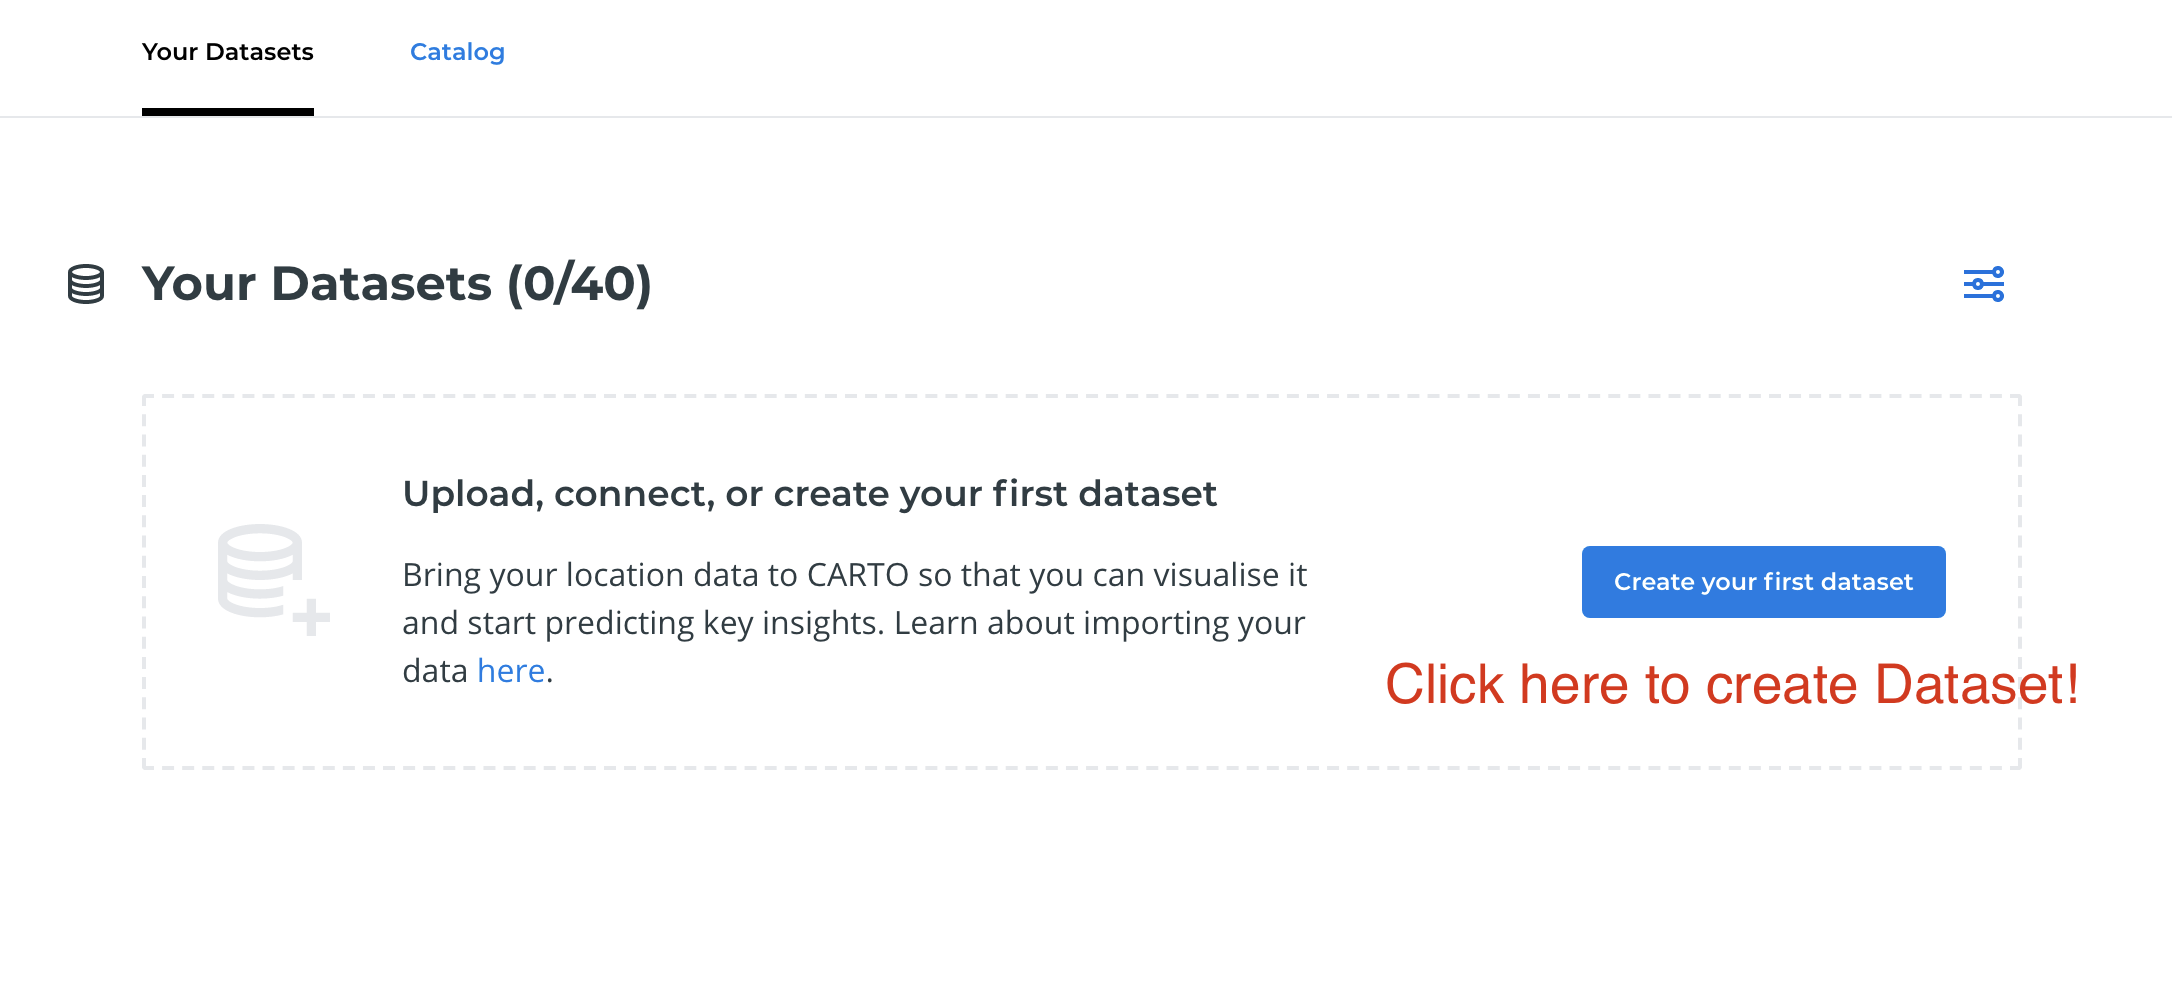 Your Datasets
Catalog
Your Datasets (0/40)
Upload, connect, or create your first dataset
Bring your location data to CARTO so that you can visualise it
and start predicting key insights. Learn about importing your
data here.
Create your first dataset
Click here to create Dataset!